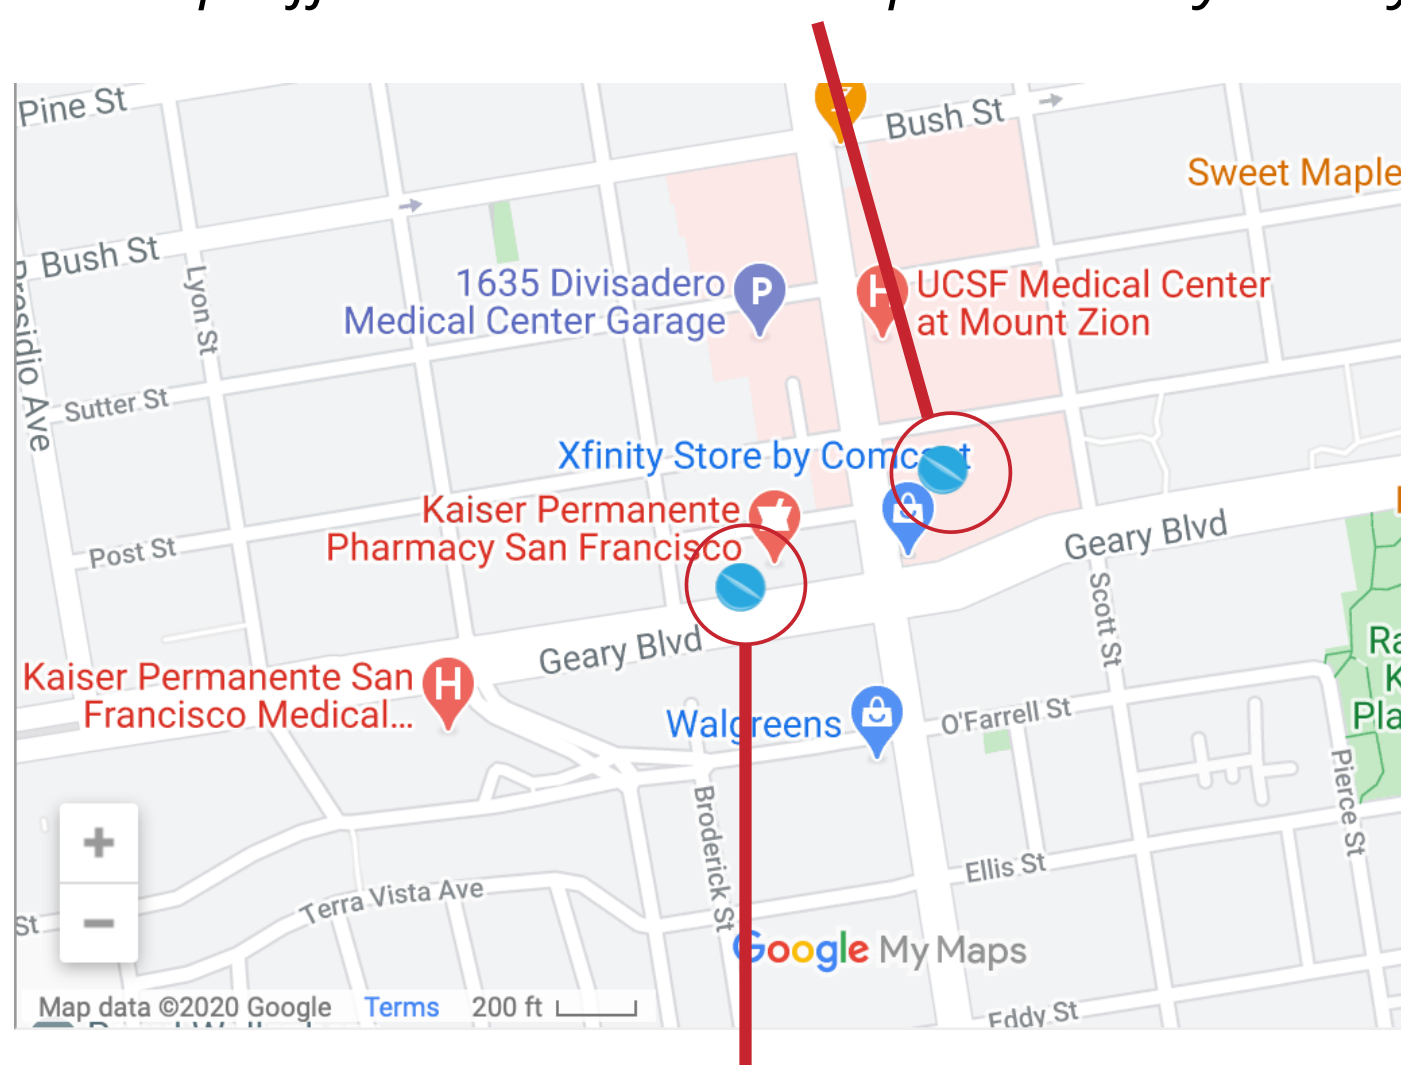 Pine St
Bush St
Sweet Maple
Bush St
Lyon St
Presidio Ave
1635 Divisadero
Medical Center Garage
P
H
UCSF Medical Center
at Mount Zion
Sutter St
Xfinity Store by Comcast
Kaiser Permanente
Pharmacy San Francisco
Post St
Geary Blvd
Scott St
Geary Blvd
Kaiser Permanente San
Francisco Medical...
H
Walgreens
O'Farrell St
Ra
K
Pla
Pierce St
Broderick St
Ellis St
Terra Vista Ave
St
Google My Maps
Map data ©2020 Google Terms 200 ft
Eddy St